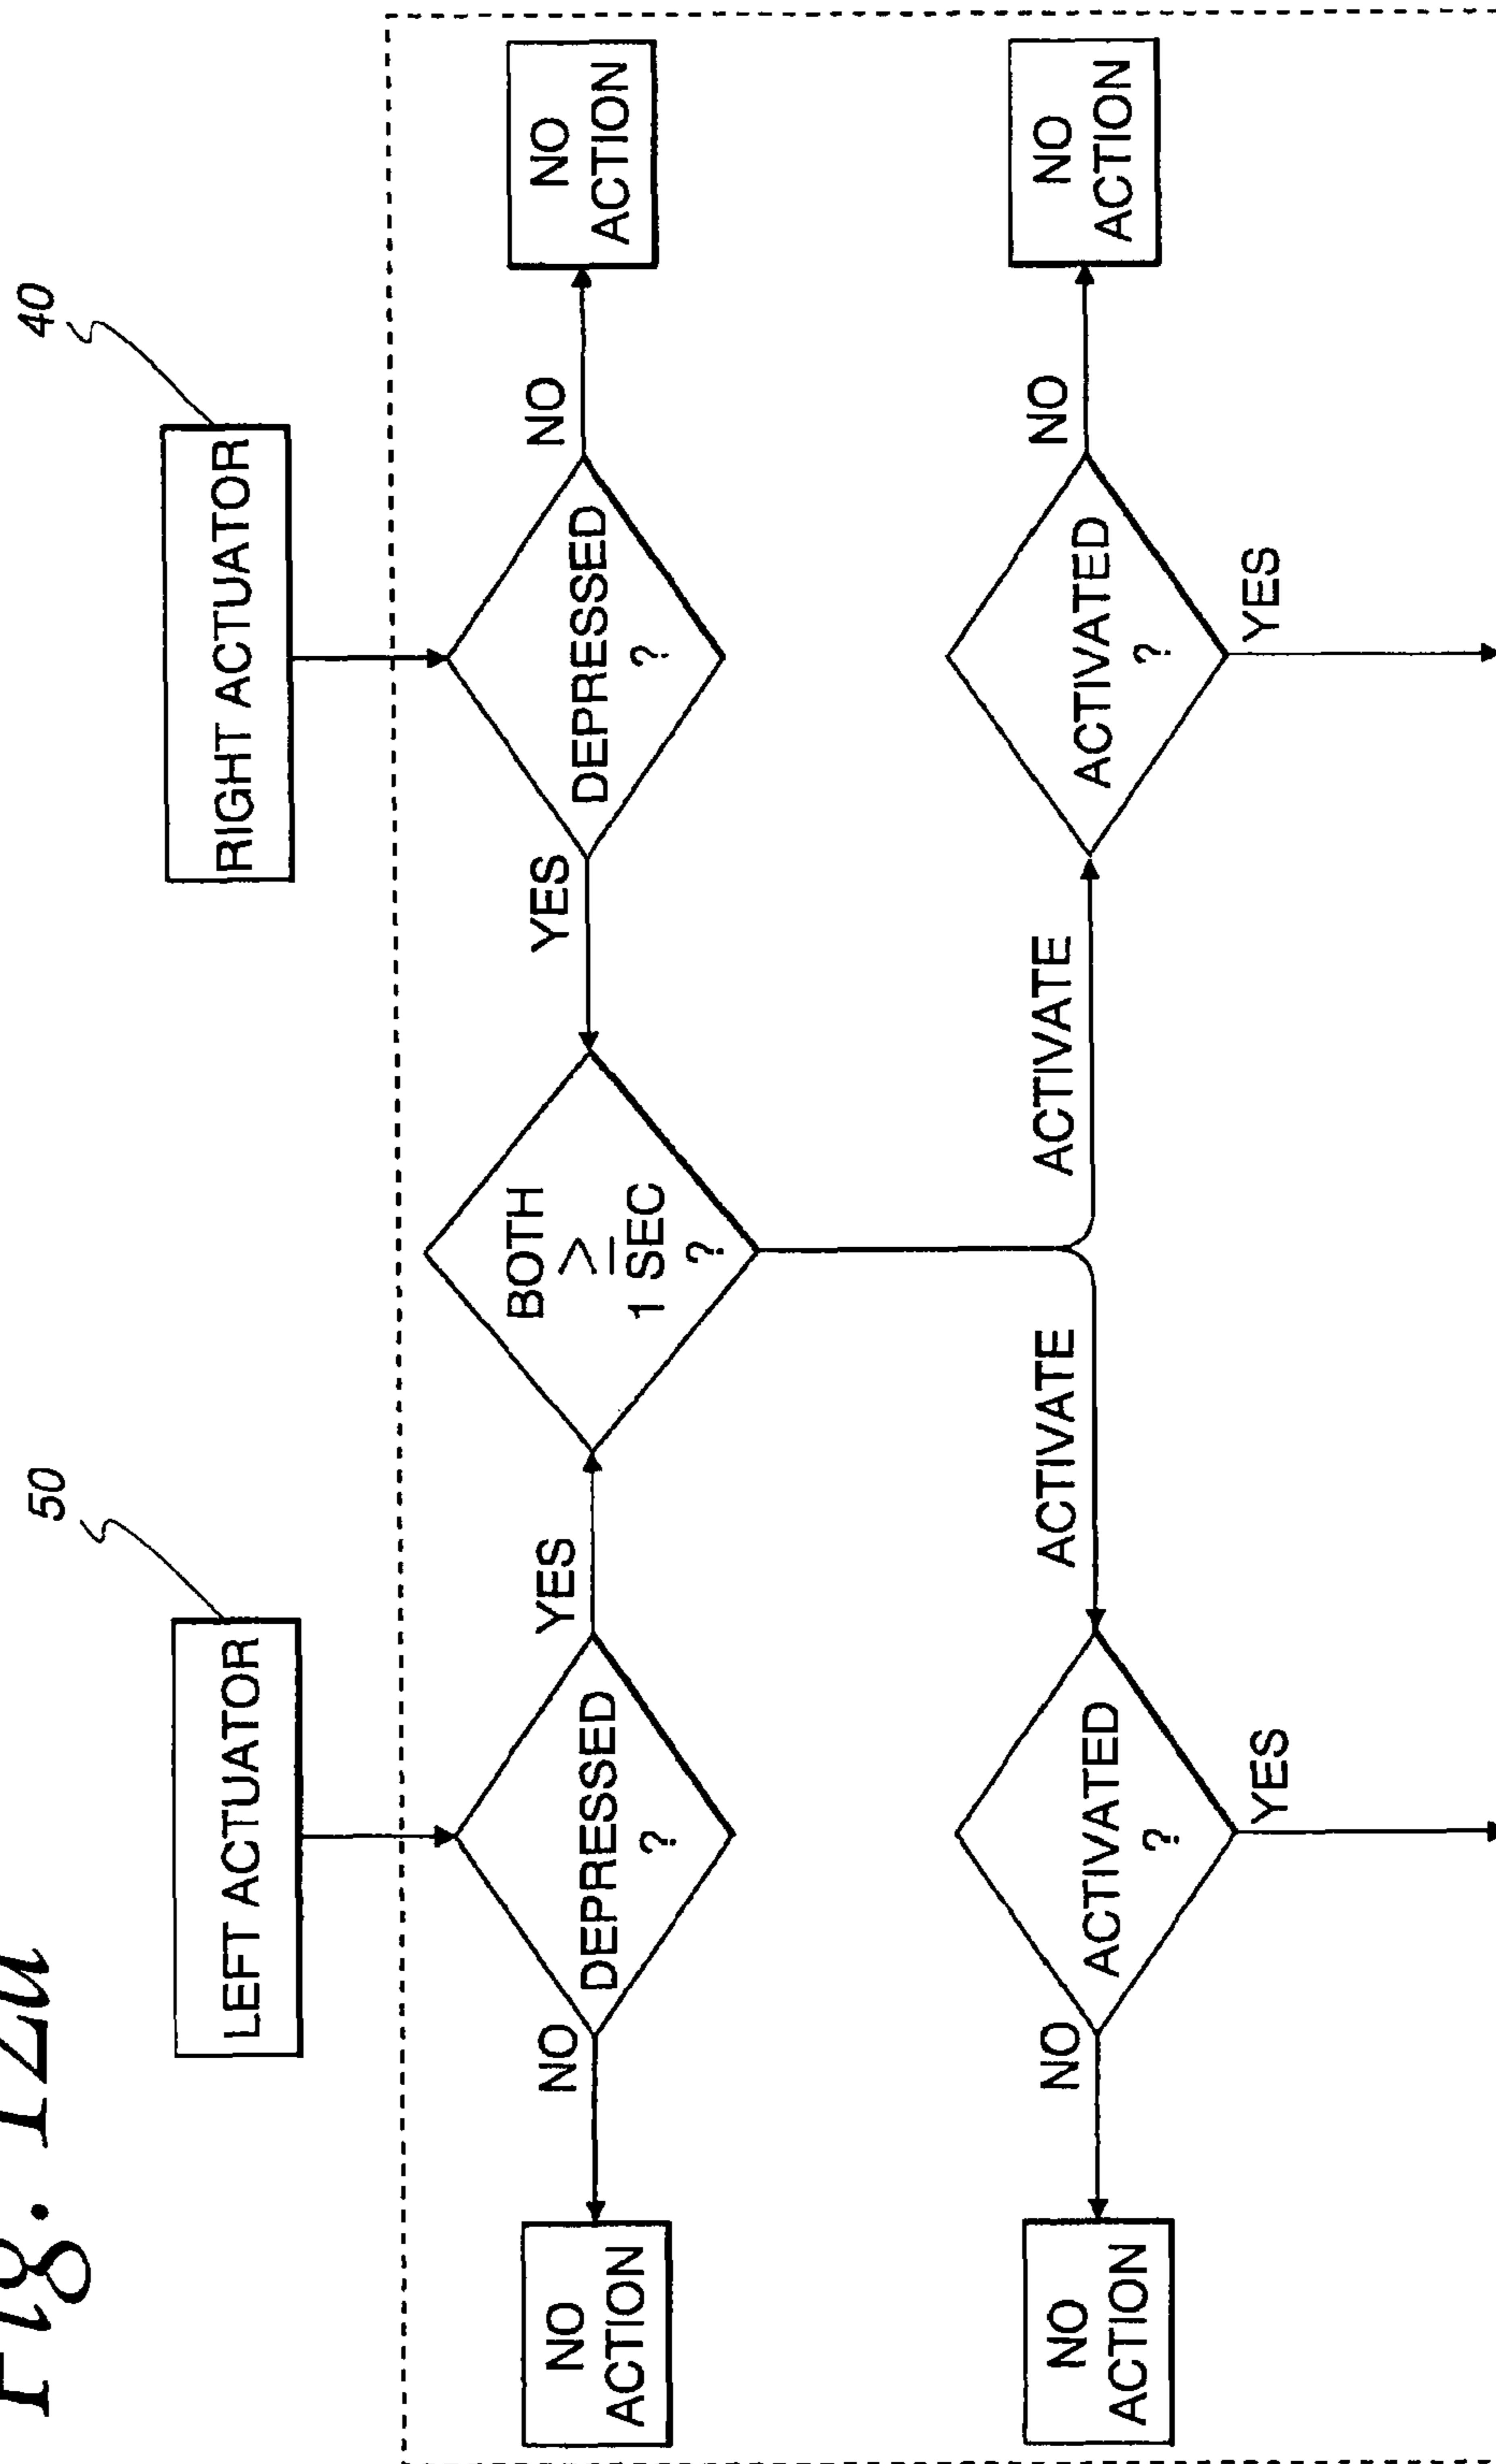 Fig. 12a
50
40
LEFT ACTUATOR
RIGHT ACTUATOR
NO
ACTION
NO
DEPRESSED
?
YES
BOTH
≥
1 SEC
?
YES
DEPRESSED
?
NO
NO
ACTION
NO
ACTION
NO
ACTIVATED
?
YES
ACTIVATE
ACTIVATE
ACTIVATED
?
YES
NO
NO
ACTION